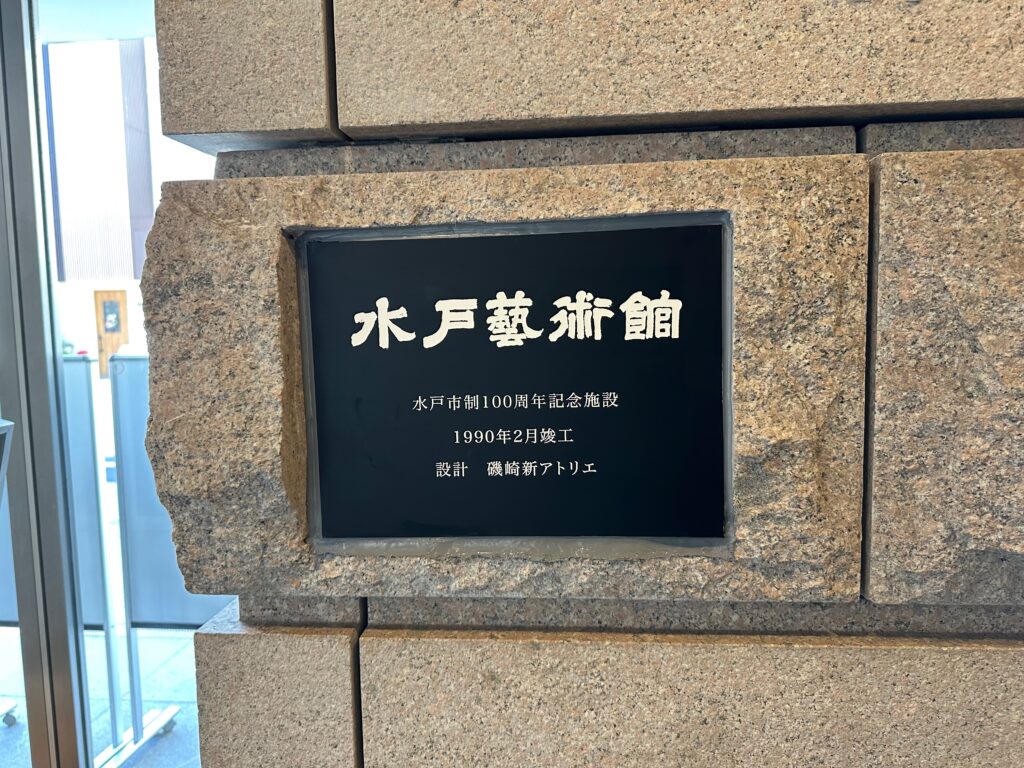 水戸藝術館
水戸市制100周年記念施設
1990年2月竣工
設計　磯崎新アトリエ